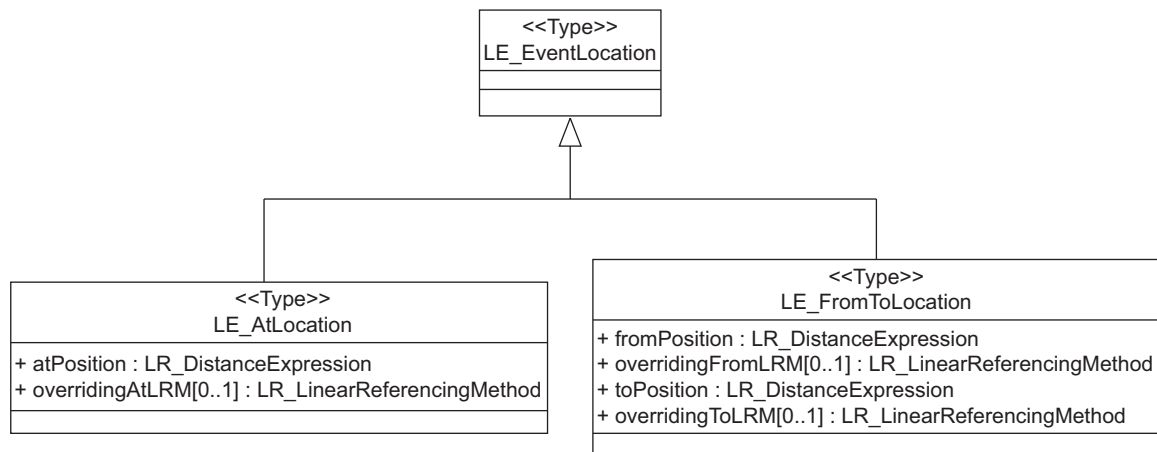 <<Type>>
LE_EventLocation
<<Type>>
LE_AtLocation
+ atPosition : LR_DistanceExpression
+ overridingAtLRM[0..1] : LR_LinearReferencingMethod
<<Type>>
LE_FromToLocation
+ fromPosition : LR_DistanceExpression
+ overridingFromLRM[0..1] : LR_LinearReferencingMethod
+ toPosition : LR_DistanceExpression
+ overridingToLRM[0..1] : LR_LinearReferencingMethod